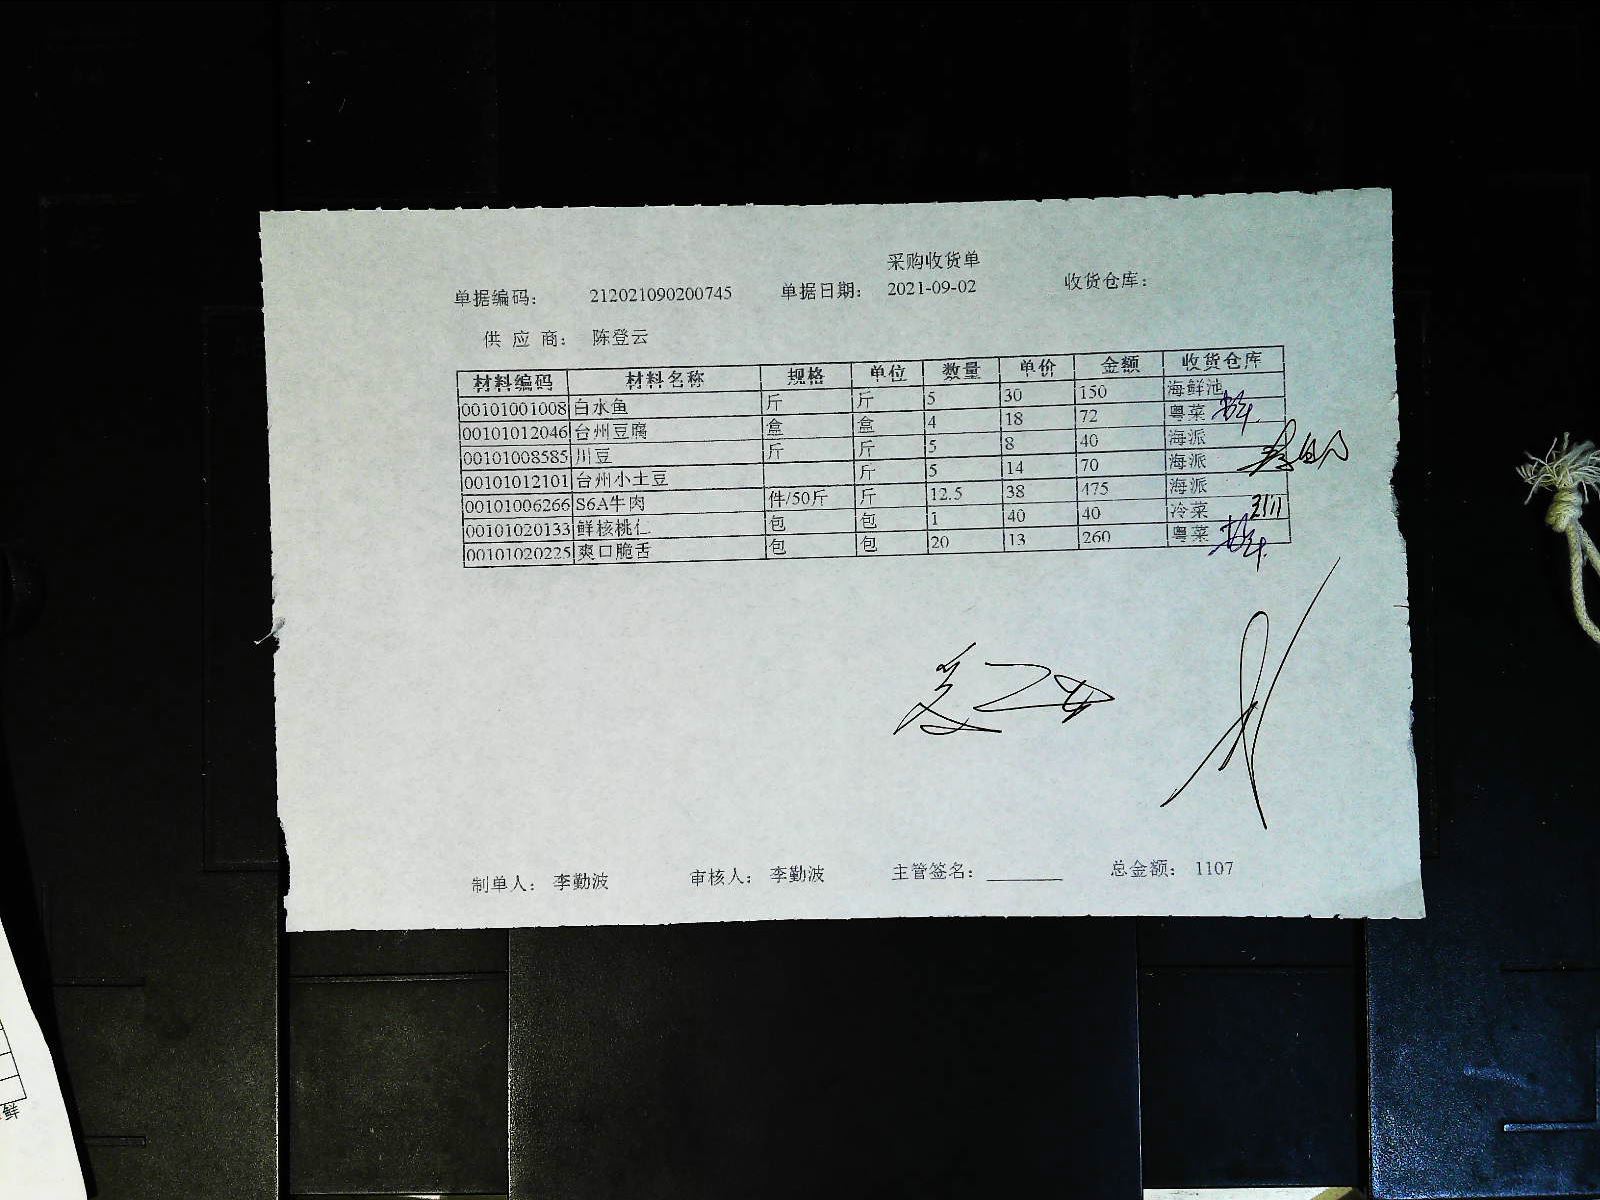 采购收货单
单据编码： 212021090200745 单据日期： 2021-09-02 收货仓库：
供 应 商： 陈登云
材料编码 材料名称 规格 单位 数量 单价 金额 收货仓库
00101001008 白水鱼 斤 斤 5 30 150 海鲜池
00101012046 台州豆腐 盒 盒 4 18 72 粤菜
00101008585 川豆 斤 斤 5 8 40 海派
00101012101 台州小土豆 斤 5 14 70 海派
00101006266 S6A牛肉 件/50斤 斤 12.5 38 475 海派
00101020133 鲜核桃仁 包 包 1 40 40 冷菜
00101020225 爽口脆舌 包 包 20 13 260 粤菜
制单人： 李勤波 审核人： 李勤波 主管签名： 总金额： 1107